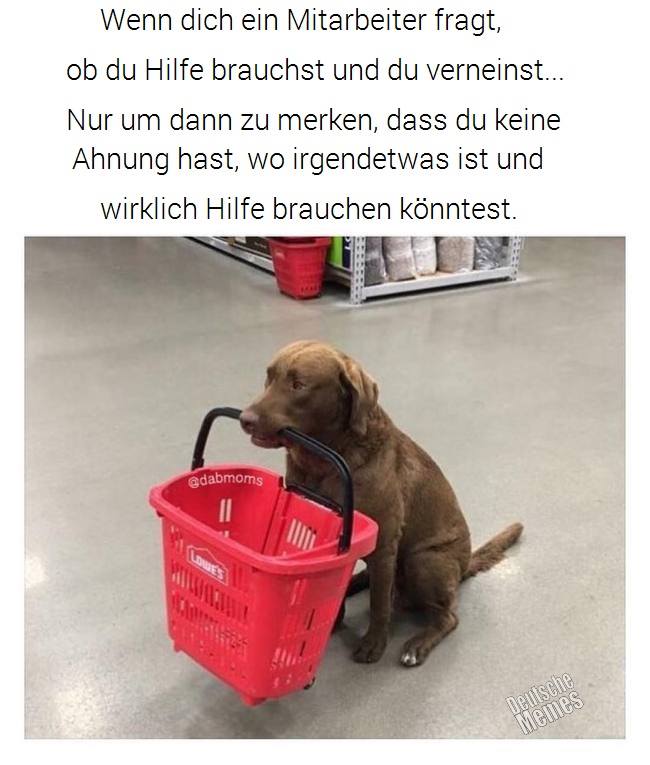 Wenn dich ein Mitarbeiter fragt,
ob du Hilfe brauchst und du verneinst...
Nur um dann zu merken, dass du keine
Ahnung hast, wo irgendetwas ist und
wirklich Hilfe brauchen könntest.
@dabmoms
LOWE'S
Deutsche
Memes